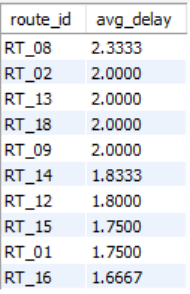 route_id avg_delay
RT_08 2.3333
RT_02 2.0000
RT_13 2.0000
RT_18 2.0000
RT_09 2.0000
RT_14 1.8333
RT_12 1.8000
RT_15 1.7500
RT_01 1.7500
RT_16 1.6667